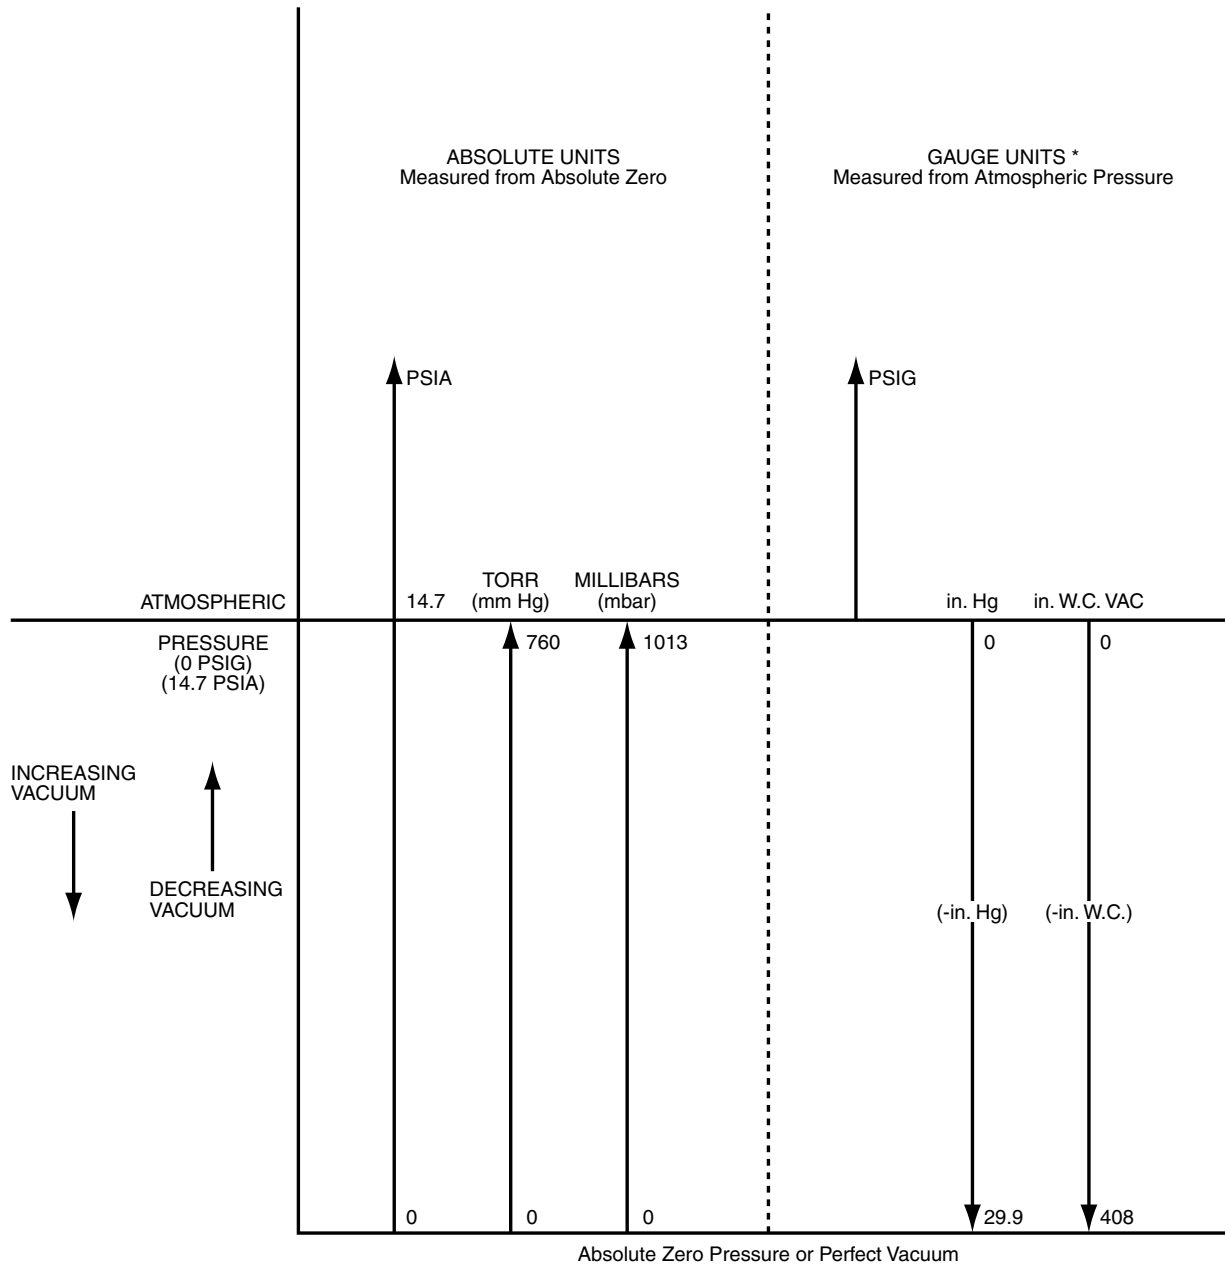 ABSOLUTE UNITS
Measured from Absolute Zero
GAUGE UNITS *
Measured from Atmospheric Pressure
PSIA
PSIG
ATMOSPHERIC
14.7
TORR
(mm Hg)
MILLIBARS
(mbar)
in. Hg
in. W.C. VAC
PRESSURE
(0 PSIG)
(14.7 PSIA)
760
1013
0
0
INCREASING
VACUUM
DECREASING
VACUUM
(-in. Hg)
(-in. W.C.)
0
0
0
29.9
408
Absolute Zero Pressure or Perfect Vacuum